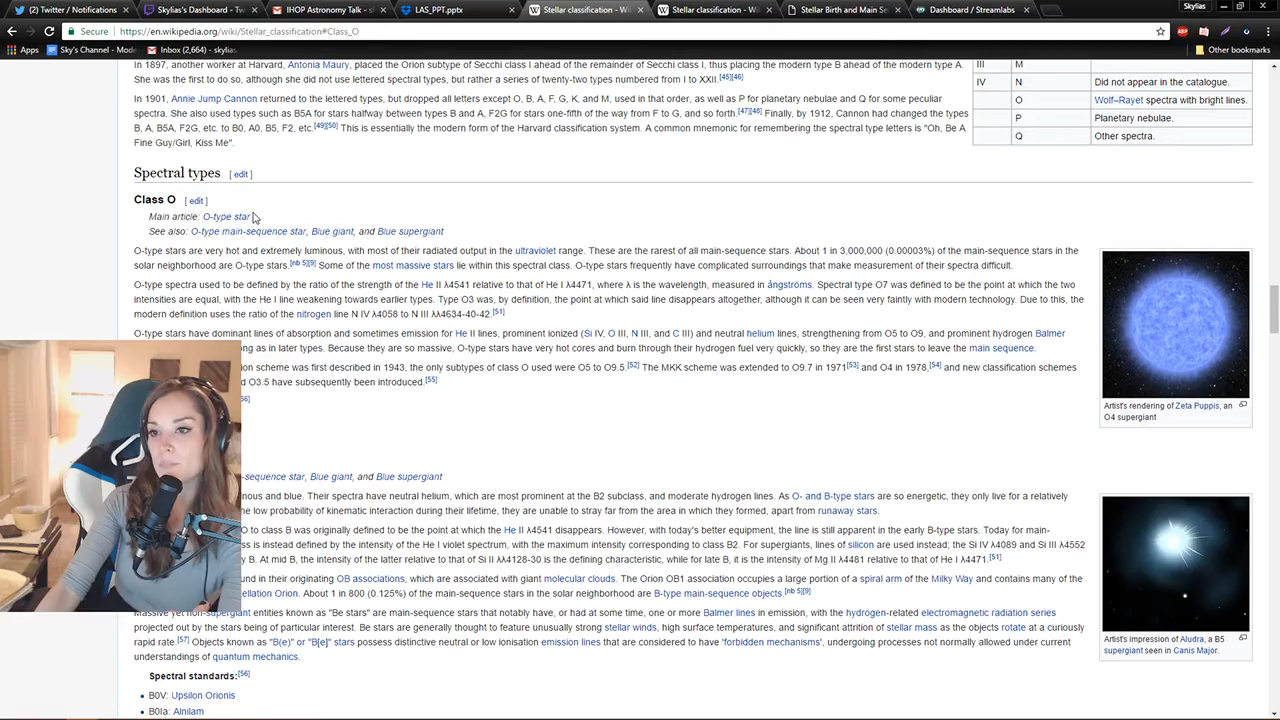 (2) Twitter / Notifications
Skylias's Dashboard - Tw
IHOP Astronomy Talk -
LAS_PPT.pptx
Stellar classification - Wi
Stellar classification - Wi
Stellar Birth and Main Se
Dashboard / Streamlabs
Skylias
Secure
https://en.wikipedia.org/wiki/Stellar_classification#Class_O
Apps
Sky's Channel - Mode
Inbox (2,664) - skylias
Other bookmarks
In 1897, another worker at Harvard, Antonia Maury, placed the Orion subtype of Secchi class I ahead of the remainder of Secchi class I, thus placing the modern type B ahead of the modern type A.
She was the first to do so, although she did not use lettered spectral types, but rather a series of twenty-two types numbered from I to XXII.[45][46]
In 1901, Annie Jump Cannon returned to the lettered types, but dropped all letters except O, B, A, F, G, K, and M, used in that order, as well as P for planetary nebulae and Q for some peculiar
spectra. She also used types such as B5A for stars halfway between types B and A, F2G for stars one-fifth of the way from F to G, and so forth.[47][48] Finally, by 1912, Cannon had changed the types
B, A, B5A, F2G, etc. to B0, A0, B5, F2, etc.[49][50] This is essentially the modern form of the Harvard classification system. A common mnemonic for remembering the spectral type letters is "Oh, Be A
Fine Guy/Girl, Kiss Me".
III M
IV N Did not appear in the catalogue.
O Wolf–Rayet spectra with bright lines.
P Planetary nebulae.
Q Other spectra.
Spectral types [ edit ]
Class O [ edit ]
Main article: O-type star
See also: O-type main-sequence star, Blue giant, and Blue supergiant
O-type stars are very hot and extremely luminous, with most of their radiated output in the ultraviolet range. These are the rarest of all main-sequence stars. About 1 in 3,000,000 (0.00003%) of the main-sequence stars in the
solar neighborhood are O-type stars.[nb 5][9] Some of the most massive stars lie within this spectral class. O-type stars frequently have complicated surroundings that make measurement of their spectra difficult.
O-type spectra used to be defined by the ratio of the strength of the He II λ4541 relative to that of He I λ4471, where λ is the wavelength, measured in ångströms. Spectral type O7 was defined to be the point at which the two
intensities are equal, with the He I line weakening towards earlier types. Type O3 was, by definition, the point at which said line disappears altogether, although it can be seen very faintly with modern technology. Due to this, the
modern definition uses the ratio of the nitrogen line N IV λ4058 to N III λλ4634-40-42.[51]
O-type stars have dominant lines of absorption and sometimes emission for He II lines, prominent ionized (Si IV, O III, N III, and C III) and neutral helium lines, strengthening from O5 to O9, and prominent hydrogen Balmer
ong as in later types. Because they are so massive, O-type stars have very hot cores and burn through their hydrogen fuel very quickly, so they are the first stars to leave the main sequence.
ion scheme was first described in 1943, the only subtypes of class O used were O5 to O9.5.[52] The MKK scheme was extended to O9.7 in 1971[53] and O4 in 1978,[54] and new classification schemes
d O3.5 have subsequently been introduced.[55]
56]
Artist's rendering of Zeta Puppis, an
O4 supergiant
-sequence star, Blue giant, and Blue supergiant
nous and blue. Their spectra have neutral helium, which are most prominent at the B2 subclass, and moderate hydrogen lines. As O- and B-type stars are so energetic, they only live for a relatively
the low probability of kinematic interaction during their lifetime, they are unable to stray far from the area in which they formed, apart from runaway stars.
O to class B was originally defined to be the point at which the He II λ4541 disappears. However, with today's better equipment, the line is still apparent in the early B-type stars. Today for main-
ss is instead defined by the intensity of the He I violet spectrum, with the maximum intensity corresponding to class B2. For supergiants, lines of silicon are used instead; the Si IV λ4089 and Si III λ4552
y B. At mid B, the intensity of the latter relative to that of Si II λλ4128-30 is the defining characteristic, while for late B, it is the intensity of Mg II λ4481 relative to that of He I λ4471.[51]
und in their originating OB associations, which are associated with giant molecular clouds. The Orion OB1 association occupies a large portion of a spiral arm of the Milky Way and contains many of the
ellation Orion. About 1 in 800 (0.125%) of the main-sequence stars in the solar neighborhood are B-type main-sequence objects.[nb 5][9]
Massive yet non-supergiant entities known as "Be stars" are main-sequence stars that notably have, or had at some time, one or more Balmer lines in emission, with the hydrogen-related electromagnetic radiation series
projected out by the stars being of particular interest. Be stars are generally thought to feature unusually strong stellar winds, high surface temperatures, and significant attrition of stellar mass as the objects rotate at a curiously
rapid rate.[57] Objects known as "B(e)" or "B[e]" stars possess distinctive neutral or low ionisation emission lines that are considered to have 'forbidden mechanisms', undergoing processes not normally allowed under current
understandings of quantum mechanics.
Artist's impression of Aludra, a B5
supergiant seen in Canis Major.
Spectral standards:[56]
B0V: Upsilon Orionis
B0Ia: Alnilam